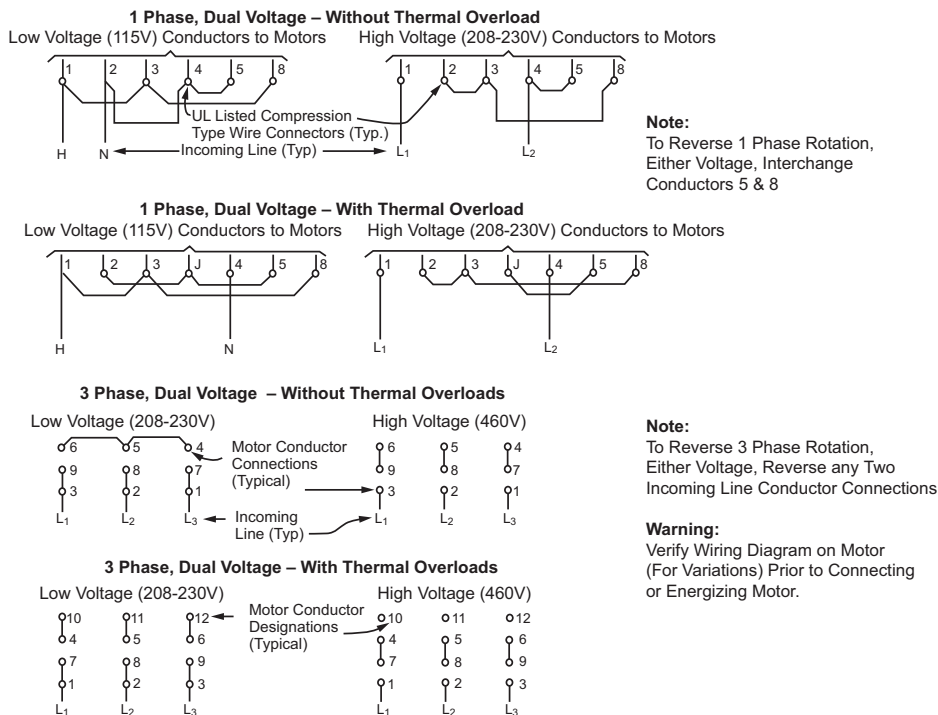 1 Phase, Dual Voltage – Without Thermal Overload
Low Voltage (115V) Conductors to Motors
High Voltage (208-230V) Conductors to Motors
1 2 3 4 5 8
1 2 3 4 5 8
UL Listed Compression
Type Wire Connectors (Typ.)
Incoming Line (Typ)
H N
L1 L2
Note:
To Reverse 1 Phase Rotation,
Either Voltage, Interchange
Conductors 5 & 8
1 Phase, Dual Voltage – With Thermal Overload
Low Voltage (115V) Conductors to Motors
High Voltage (208-230V) Conductors to Motors
1 2 3 J 4 5 8
1 2 3 J 4 5 8
H N
L1 L2
3 Phase, Dual Voltage – Without Thermal Overloads
Low Voltage (208-230V)
High Voltage (460V)
6 5 4
9 8 7
3 2 1
L1 L2 L3
Motor Conductor
Connections
(Typical)
Incoming
Line (Typ)
6 5 4
9 8 7
3 2 1
L1 L2 L3
Note:
To Reverse 3 Phase Rotation,
Either Voltage, Reverse any Two
Incoming Line Conductor Connections
Warning:
Verify Wiring Diagram on Motor
(For Variations) Prior to Connecting
or Energizing Motor.
3 Phase, Dual Voltage – With Thermal Overloads
Low Voltage (208-230V)
High Voltage (460V)
10 11 12
4 5 6
7 8 9
1 2 3
L1 L2 L3
Motor Conductor
Designations
(Typical)
10 11 12
4 5 6
7 8 9
1 2 3
L1 L2 L3